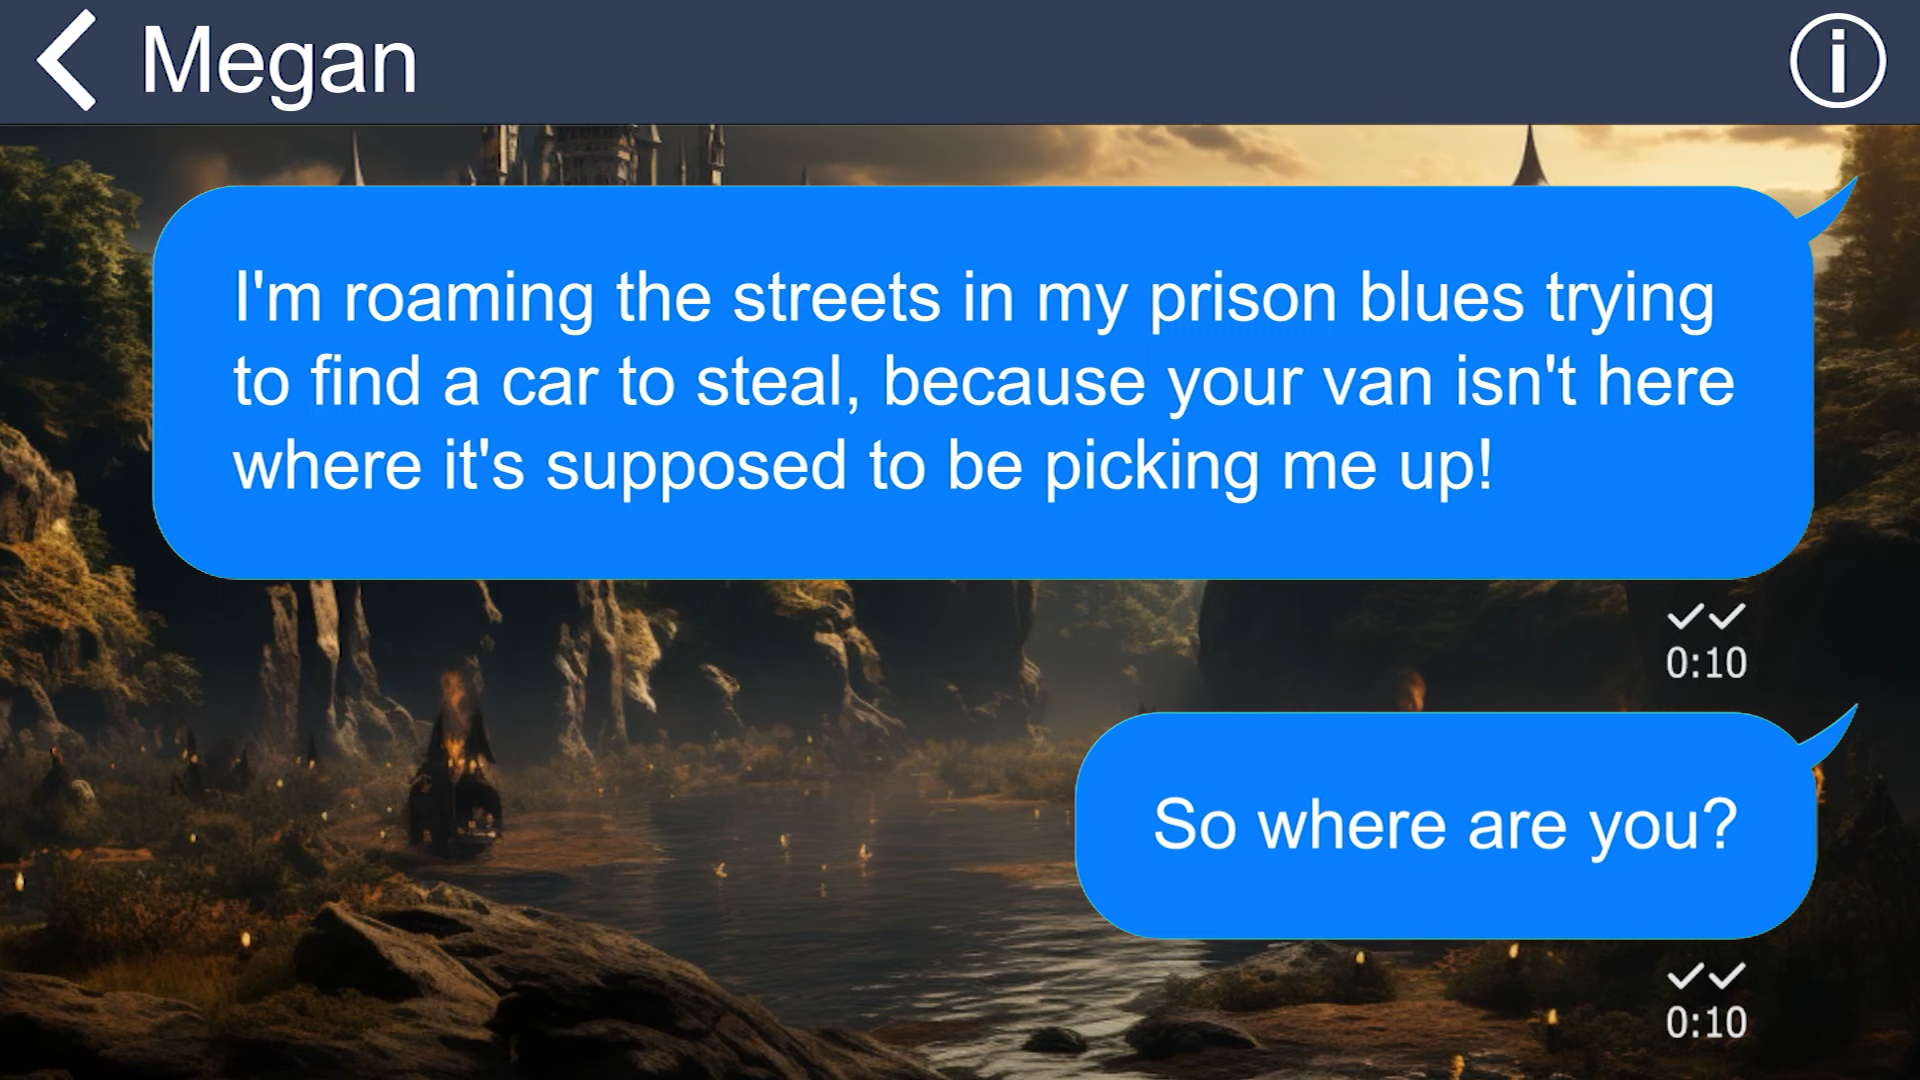 Megan
I'm roaming the streets in my prison blues trying
to find a car to steal, because your van isn't here
where it's supposed to be picking me up!
0:10
So where are you?
0:10